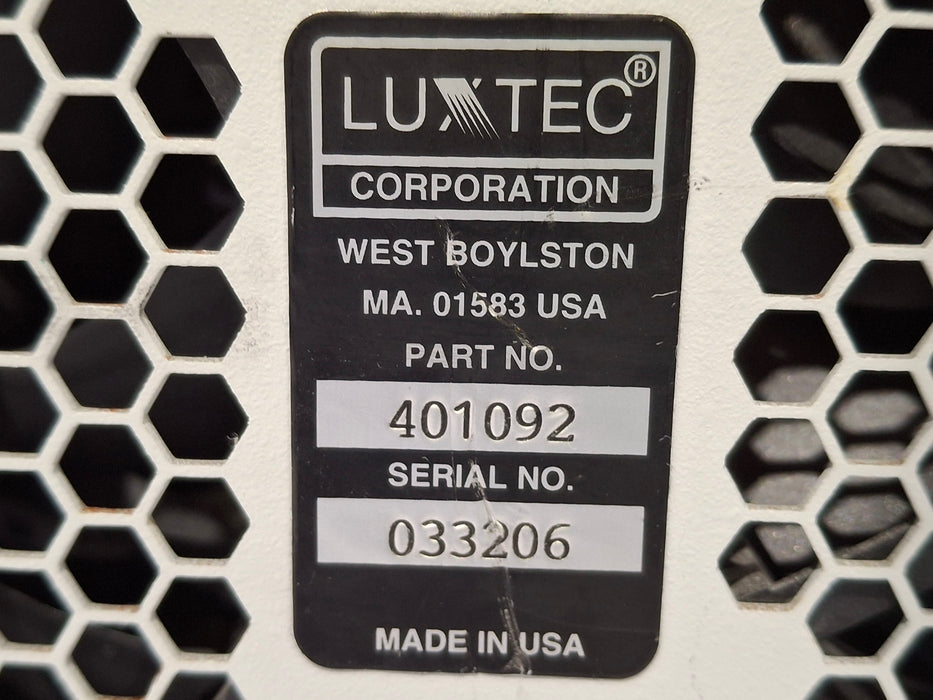 LUXTEC®
CORPORATION
WEST BOYLSTON
MA. 01583 USA
PART NO.
401092
SERIAL NO.
033206
MADE IN USA